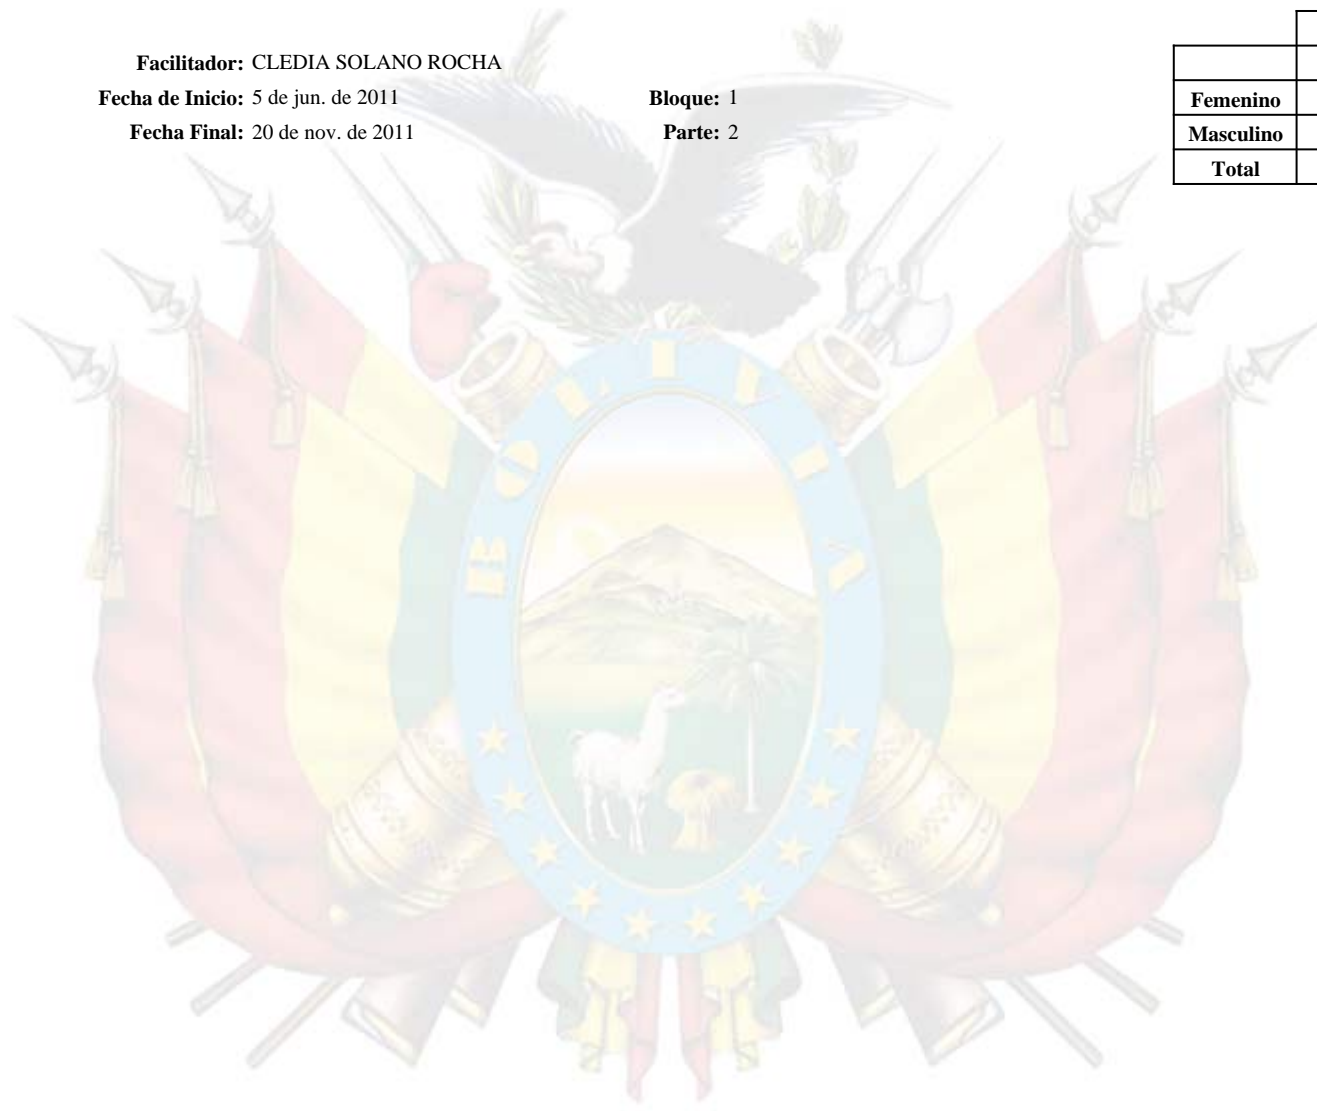 Facilitador: CLEDIA SOLANO ROCHA
Fecha de Inicio: 5 de jun. de 2011 Bloque: 1
Fecha Final: 20 de nov. de 2011 Parte: 2
Femenino
Masculino
Total
BOLIVIA